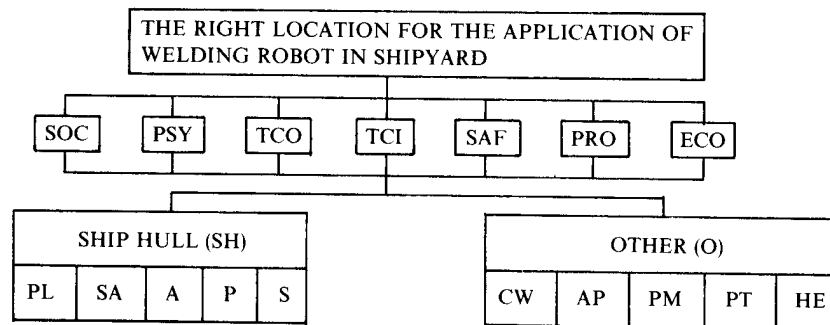 THE RIGHT LOCATION FOR THE APPLICATION OF
WELDING ROBOT IN SHIPYARD
SOC PSY TCO TCI SAF PRO ECO
SHIP HULL (SH)
PL SA A P S
OTHER (O)
CW AP PM PT HE